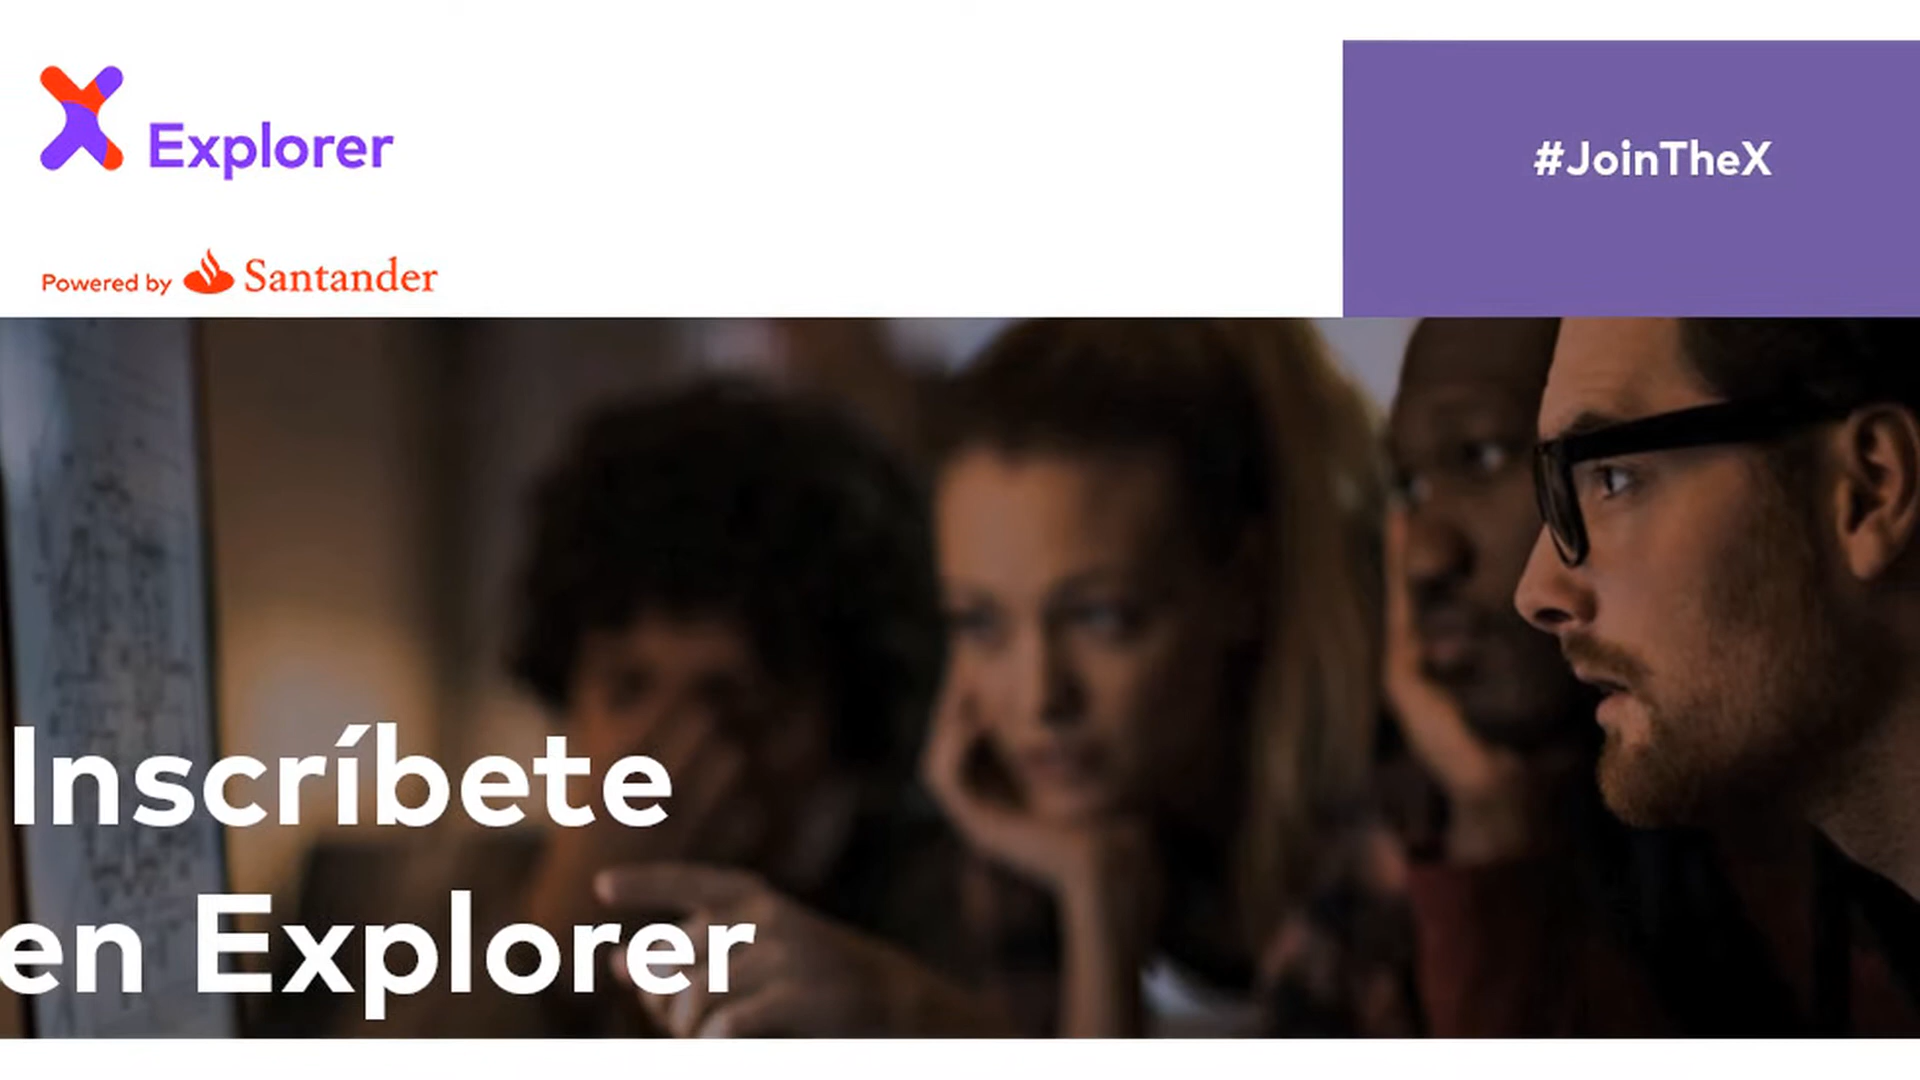 Explorer
Powered by Santander
#JoinTheX
Inscríbete
en Explorer